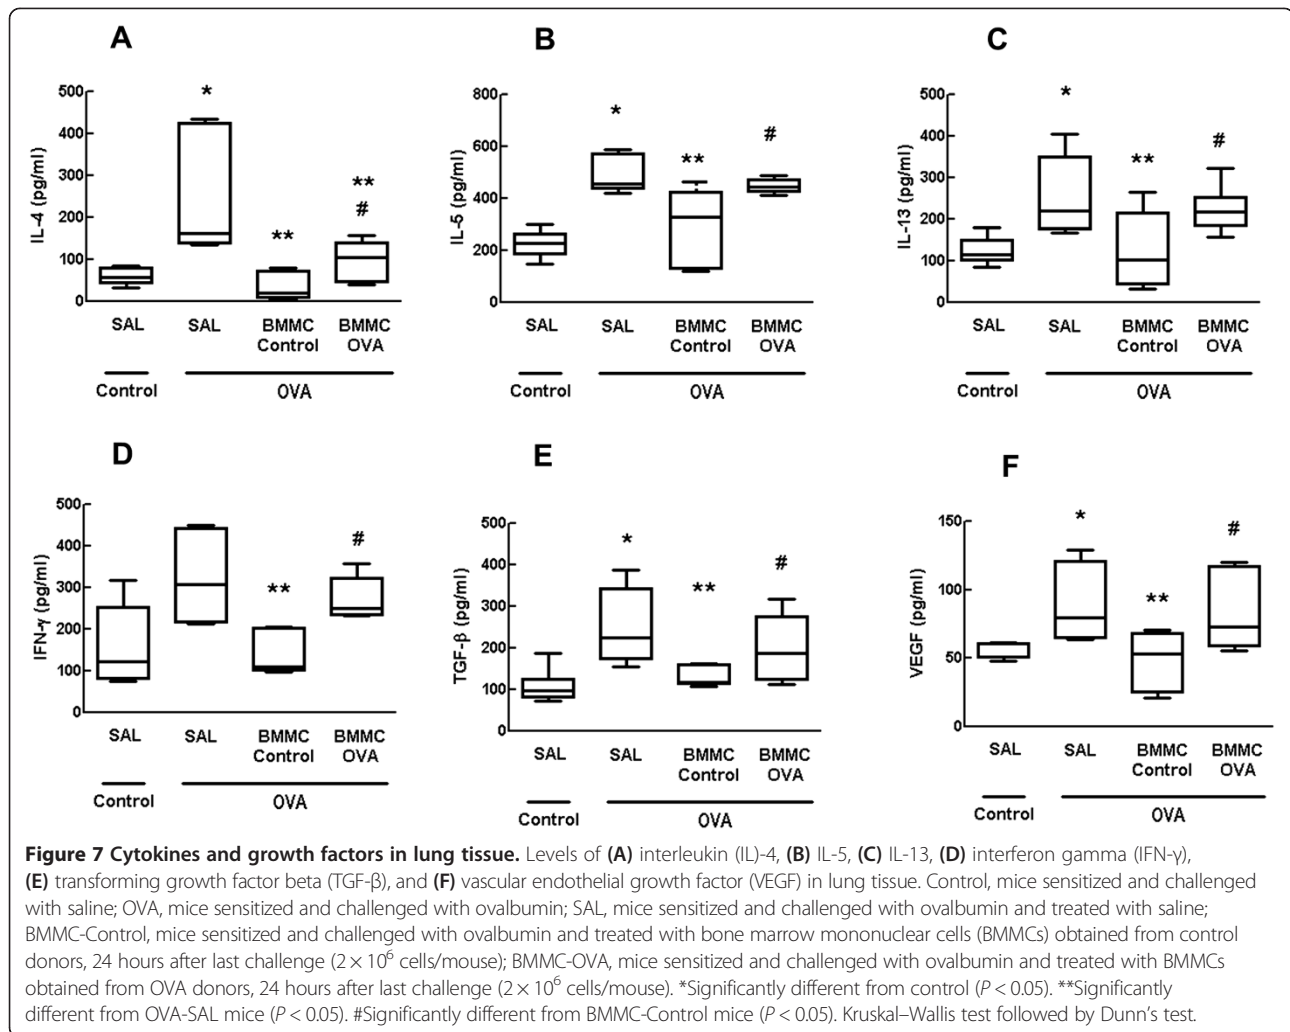 A
IL-4 (pg/ml)
500
400
300
200
100
0
*
**
**
#
SAL
SAL
BMMC
Control
BMMC
OVA
Control
OVA
B
IL-5 (pg/ml)
800
600
400
200
0
*
**
#
SAL
SAL
BMMC
Control
BMMC
OVA
Control
OVA
C
IL-13 (pg/ml)
500
400
300
200
100
0
*
**
#
SAL
SAL
BMMC
Control
BMMC
OVA
Control
OVA
D
IFN-γ (pg/ml)
500
400
300
200
100
0
**
#
SAL
SAL
BMMC
Control
BMMC
OVA
Control
OVA
E
TGF-β (pg/ml)
500
400
300
200
100
0
*
**
#
SAL
SAL
BMMC
Control
BMMC
OVA
Control
OVA
F
VEGF (pg/ml)
150
100
50
0
*
**
#
SAL
SAL
BMMC
Control
BMMC
OVA
Control
OVA
Figure 7 Cytokines and growth factors in lung tissue. Levels of (A) interleukin (IL)-4, (B) IL-5, (C) IL-13, (D) interferon gamma (IFN-γ),
(E) transforming growth factor beta (TGF-β), and (F) vascular endothelial growth factor (VEGF) in lung tissue. Control, mice sensitized and challenged
with saline; OVA, mice sensitized and challenged with ovalbumin; SAL, mice sensitized and challenged with ovalbumin and treated with saline;
BMMC-Control, mice sensitized and challenged with ovalbumin and treated with bone marrow mononuclear cells (BMMCs) obtained from control
donors, 24 hours after last challenge (2 × 10⁶ cells/mouse); BMMC-OVA, mice sensitized and challenged with ovalbumin and treated with BMMCs
obtained from OVA donors, 24 hours after last challenge (2 × 10⁶ cells/mouse). *Significantly different from control (P < 0.05). **Significantly
different from OVA-SAL mice (P < 0.05). #Significantly different from BMMC-Control mice (P < 0.05). Kruskal–Wallis test followed by Dunn's test.